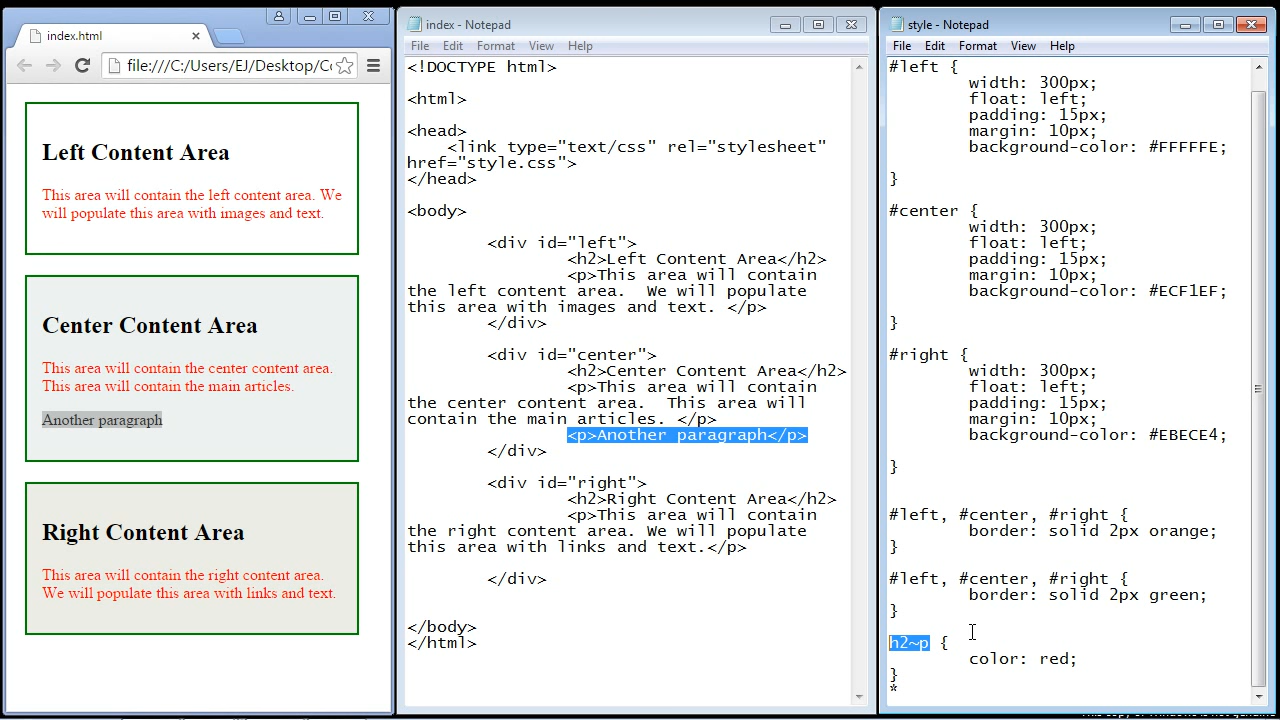 index.html
file:///C:/Users/EJ/Desktop/Co
Left Content Area
This area will contain the left content area. We
will populate this area with images and text.
Center Content Area
This area will contain the center content area.
This area will contain the main articles.
Another paragraph
Right Content Area
This area will contain the right content area.
We will populate this area with links and text.
index - Notepad
File Edit Format View Help
<!DOCTYPE html>
<html>
<head>
<link type="text/css" rel="stylesheet"
href="style.css">
</head>
<body>
<div id="left">
<h2>Left Content Area</h2>
<p>This area will contain
the left content area.  We will populate
this area with images and text. </p>
</div>
<div id="center">
<h2>Center Content Area</h2>
<p>This area will contain
the center content area.  This area will
contain the main articles. </p>
<p>Another paragraph</p>
</div>
<div id="right">
<h2>Right Content Area</h2>
<p>This area will contain
the right content area. We will populate
this area with links and text.</p>
</div>
</body>
</html>
style - Notepad
File Edit Format View Help
#left {
width: 300px;
float: left;
padding: 15px;
margin: 10px;
background-color: #FFFFFE;
}
#center {
width: 300px;
float: left;
padding: 15px;
margin: 10px;
background-color: #ECF1EF;
}
#right {
width: 300px;
float: left;
padding: 15px;
margin: 10px;
background-color: #EBECE4;
}
#left, #center, #right {
border: solid 2px orange;
}
#left, #center, #right {
border: solid 2px green;
}
h2~p {
color: red;
}
*